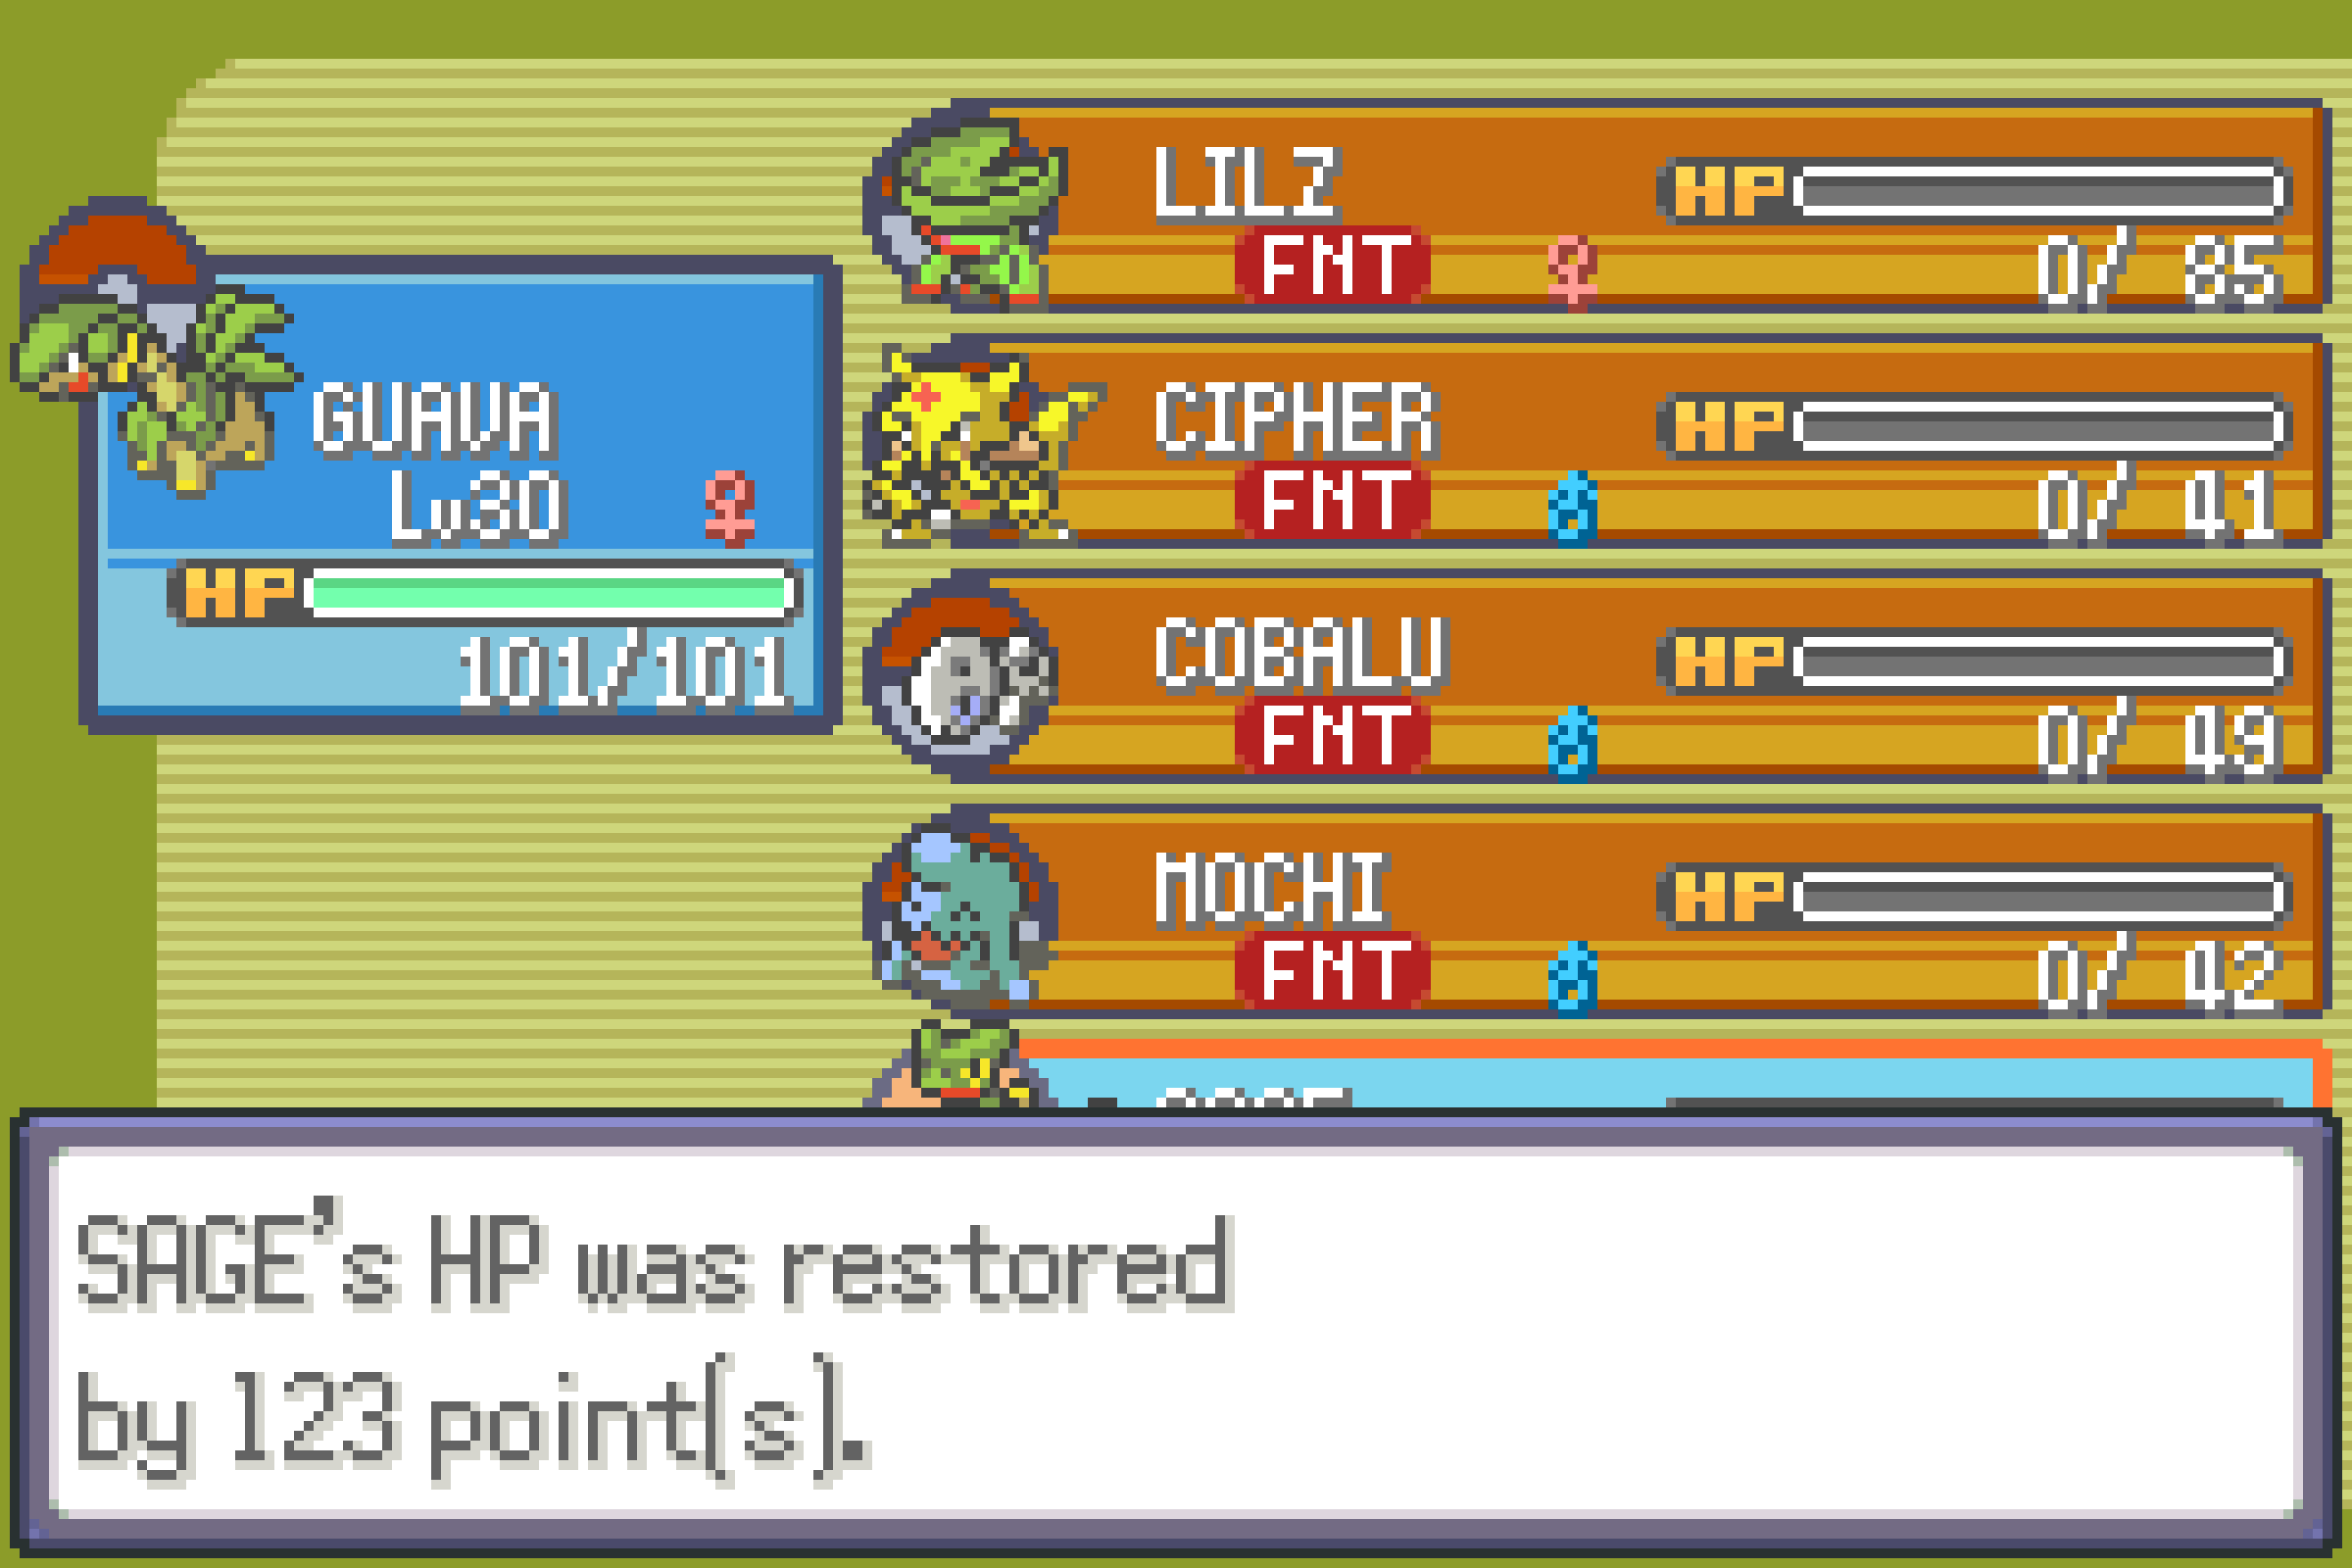 GUAVA
Lv30 ♀
HP
101/101
LILZ
HP
FNT ♀ 0/ 85
CIPHER
HP
FNT ♂ 0/ 41
COBALU
HP
FNT ♂ 0/ 49
MOCHI
HP
FNT ♂ 0/ 42
SAGE's HP was restored
by 123 point(s).